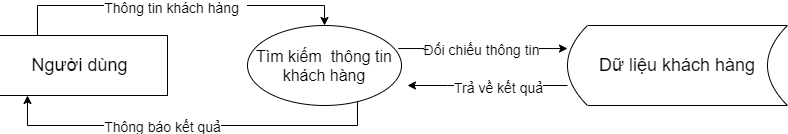 Thông tin khách hàng
Người dùng
Tìm kiếm thông tin
khách hàng
Đối chiếu thông tin
Trả về kết quả
Dữ liệu khách hàng
Thông báo kết quả